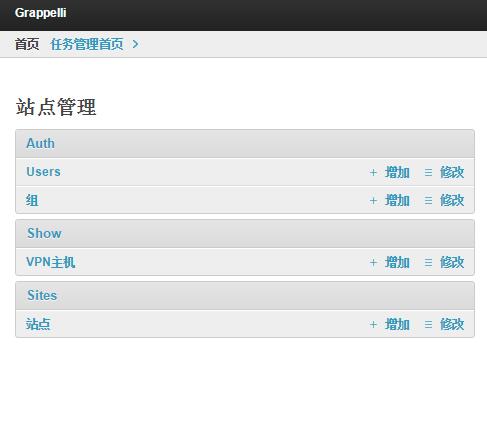 Grappelli
首页 任务管理首页
站点管理
Auth
Users 增加 修改
组 增加 修改
Show
VPN主机 增加 修改
Sites
站点 增加 修改